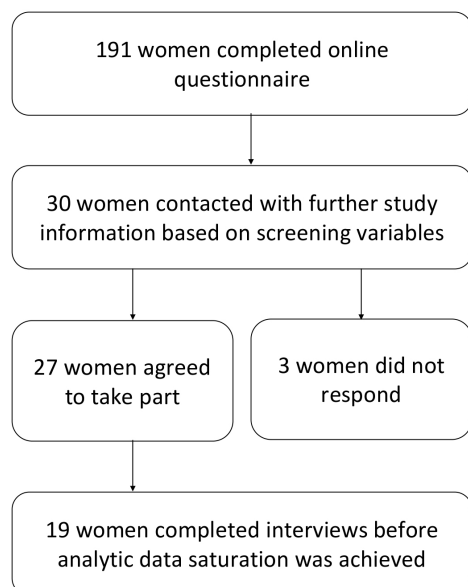 191 women completed online
questionnaire
30 women contacted with further study
information based on screening variables
27 women agreed
to take part
3 women did not
respond
19 women completed interviews before
analytic data saturation was achieved